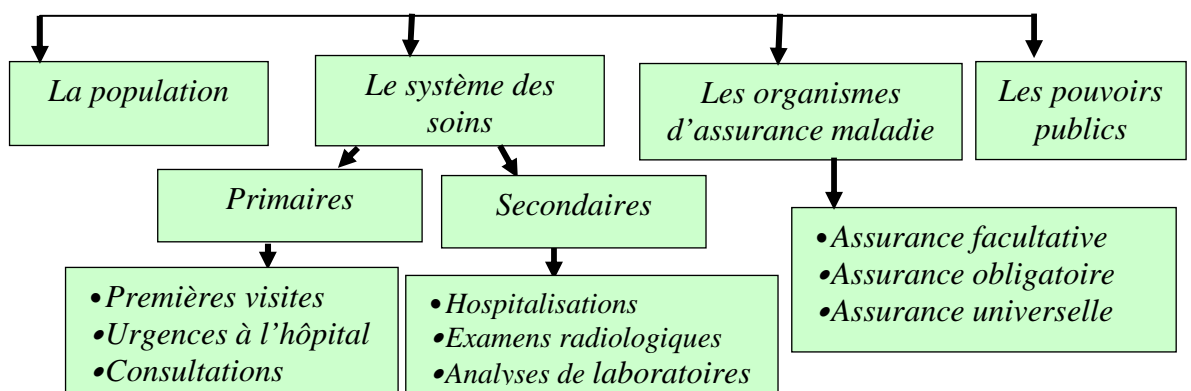 La population
Le système des
soins
Les organismes
d'assurance maladie
Les pouvoirs
publics
Primaires
Secondaires
•Premières visites
•Urgences à l'hôpital
•Consultations
•Hospitalisations
•Examens radiologiques
•Analyses de laboratoires
•Assurance facultative
•Assurance obligatoire
•Assurance universelle